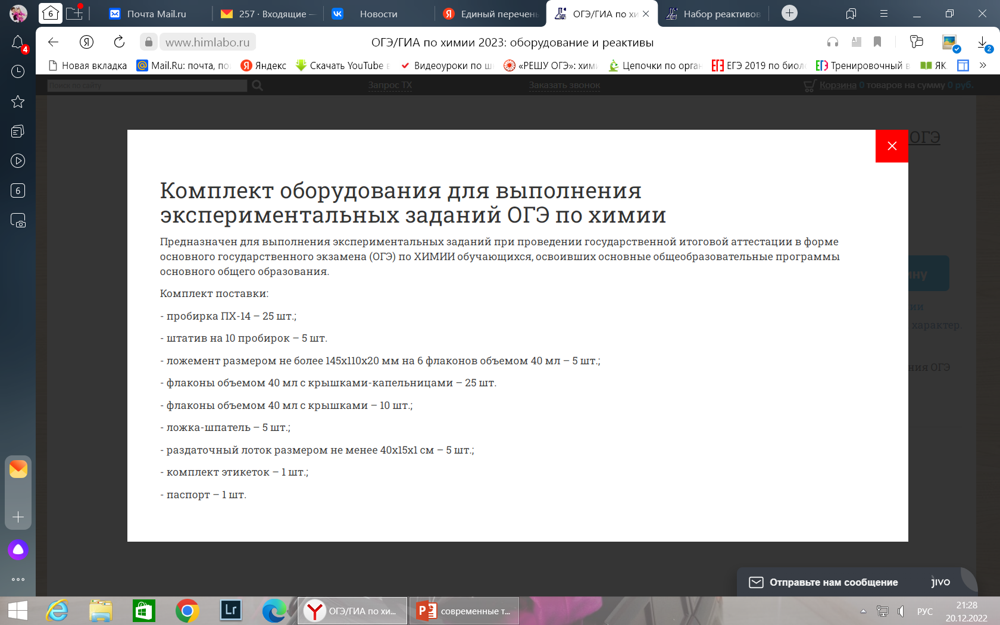 6
Почта Mail.ru
257 · Входящие —
Новости
Единый перечень
ОГЭ/ГИА по хи
Набор реактивов
4
www.himlabo.ru
ОГЭ/ГИА по химии 2023: оборудование и реактивы
2
Новая вкладка
Mail.Ru: почта, по
Яндекс
Скачать YouTube
Видеоуроки по ш
«РЕШУ ОГЭ»: хими
Цепочки по орган
ЕГЭ 2019 по биол
Тренировочный в
ЯК
Поиск по сайту
Запрос ТХ
Заказать звонок
Корзина 0 товаров на сумму 0 руб.
ОГЭ
Комплект оборудования для выполнения
экспериментальных заданий ОГЭ по химии
Предназначен для выполнения экспериментальных заданий при проведении государственной итоговой аттестации в форме
основного государственного экзамена (ОГЭ) по ХИМИИ обучающихся, освоивших основные общеобразовательные программы
основного общего образования.
Комплект поставки:
- пробирка ПХ-14 – 25 шт.;
- штатив на 10 пробирок – 5 шт.
- ложемент размером не более 145х110х20 мм на 6 флаконов объемом 40 мл – 5 шт.;
- флаконы объемом 40 мл с крышками-капельницами – 25 шт.
- флаконы объемом 40 мл с крышками – 10 шт.;
- ложка-шпатель – 5 шт.;
- раздаточный лоток размером не менее 40х15х1 см – 5 шт.;
- комплект этикеток – 1 шт.;
- паспорт – 1 шт.
ину
ии
характер.
ния ОГЭ
6
Отправьте нам сообщение
jivo
Lr
ОГЭ/ГИА по хи...
современные т...
РУС
21:28
20.12.2022